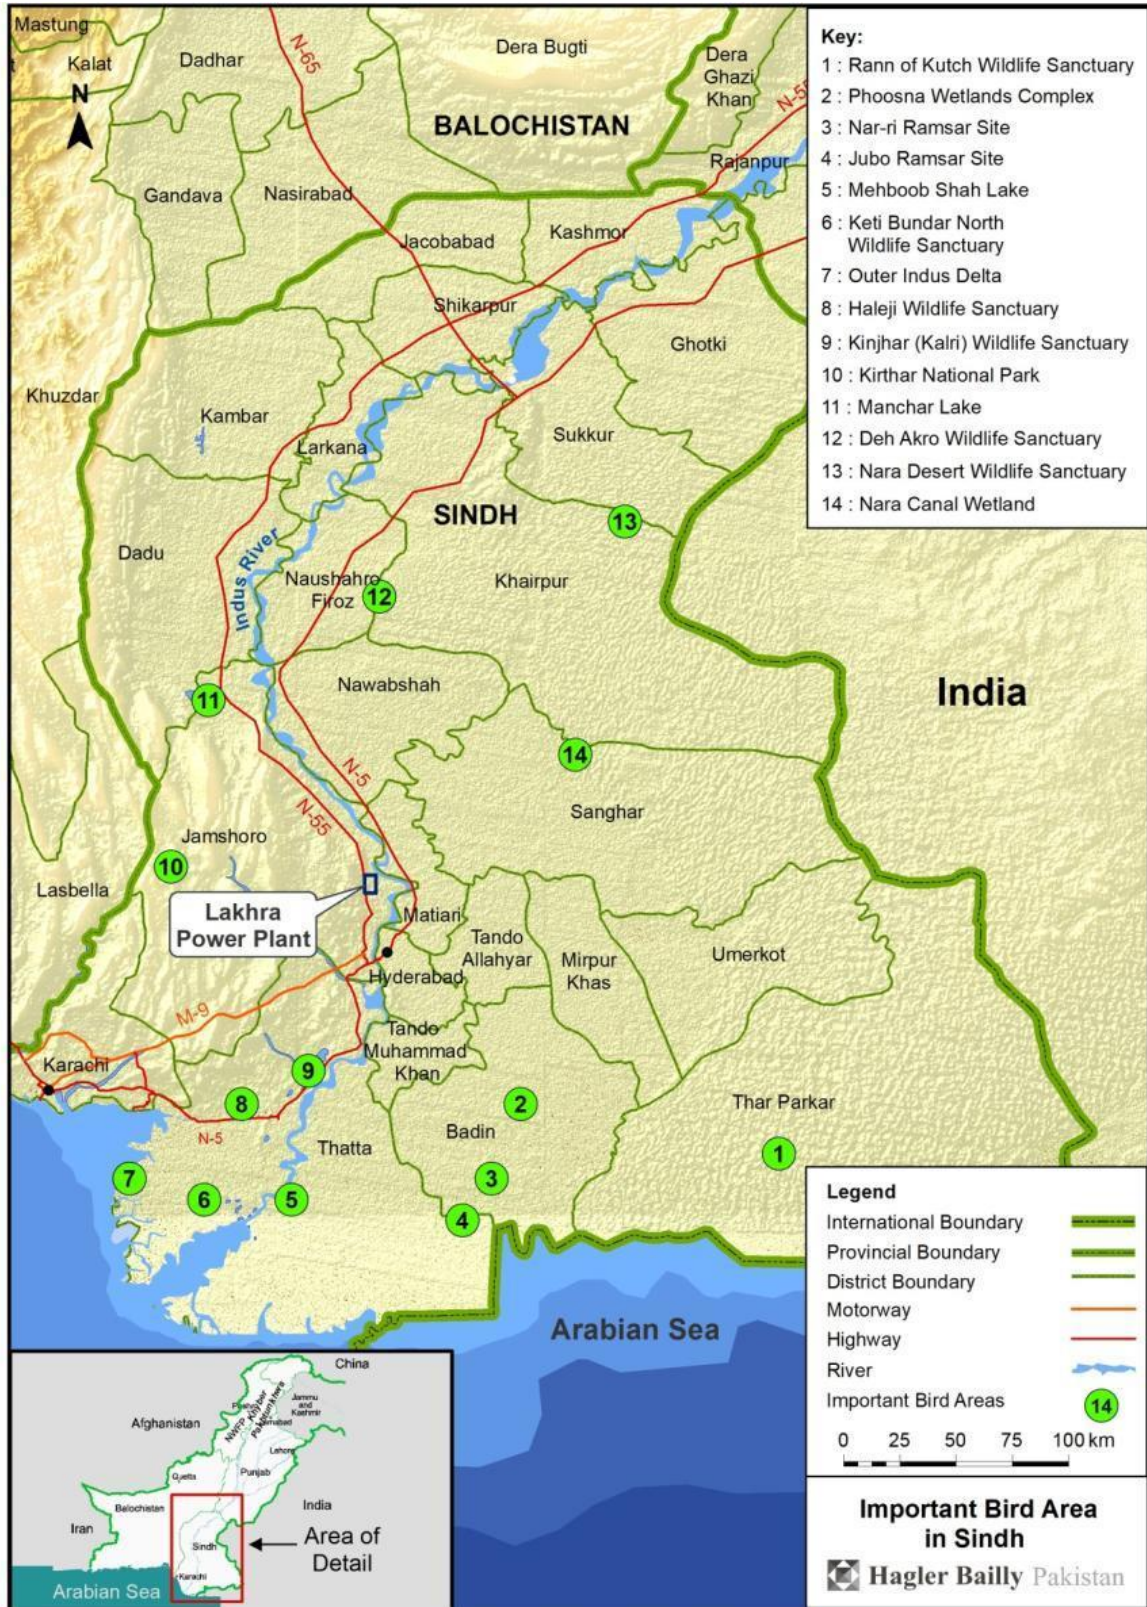 Mastung
Kalat
Dadhar
N-65
Dera Bugti
Dera
Ghazi
Khan
N-55
N
BALOCHISTAN
Rajanpur
Gandava
Nasirabad
Jacobabad
Kashmor
Shikarpur
Ghotki
Khuzdar
Kambar
Larkana
Sukkur
SINDH
13
Dadu
Indus River
Naushahro
Firoz
12
Khairpur
11
Nawabshah
India
14
N-5
N-55
Sanghar
Jamshoro
10
Lasbella
Lakhra
Power Plant
Matiari
Tando
Allahyar
Mirpur
Khas
Umerkot
Hyderabad
M-9
Tando
Muhammad
Khan
Karachi
9
8
2
N-5
Thatta
Badin
Thar Parkar
1
7
6
5
3
4
Arabian Sea
Key:
1 : Rann of Kutch Wildlife Sanctuary
2 : Phoosna Wetlands Complex
3 : Nar-ri Ramsar Site
4 : Jubo Ramsar Site
5 : Mehboob Shah Lake
6 : Keti Bundar North
Wildlife Sanctuary
7 : Outer Indus Delta
8 : Haleji Wildlife Sanctuary
9 : Kinjhar (Kalri) Wildlife Sanctuary
10 : Kirthar National Park
11 : Manchar Lake
12 : Deh Akro Wildlife Sanctuary
13 : Nara Desert Wildlife Sanctuary
14 : Nara Canal Wetland
Legend
International Boundary
Provincial Boundary
District Boundary
Motorway
Highway
River
Important Bird Areas 14
0 25 50 75 100 km
Important Bird Area
in Sindh
Hagler Bailly Pakistan
China
Afghanistan
NWFP Khyber
Pakhtunkhwa
Jammu
and
Kashmir
Lahore
Quetta
Punjab
Balochistan
India
Iran
Sindh
Karachi
Area of
Detail
Arabian Sea